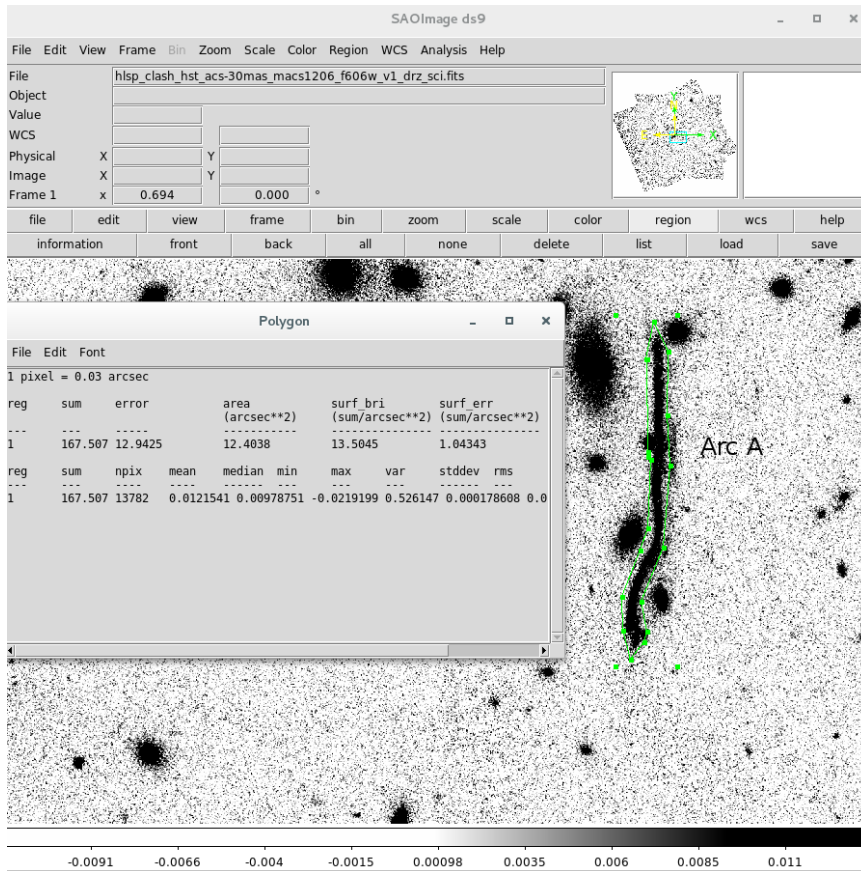 SAOImage ds9
File Edit View Frame Bin Zoom Scale Color Region WCS Analysis Help
File hlsp_clash_hst_acs-30mas_macs1206_f606w_v1_drz_sci.fits
Object
Value
WCS
Physical X Y
Image X Y
Frame 1 x 0.694 0.000 °
Y
N
E X
file edit view frame bin zoom scale color region wcs help
information front back all none delete list load save
Polygon
File Edit Font
1 pixel = 0.03 arcsec
reg sum error area surf_bri surf_err
(arcsec**2) (sum/arcsec**2) (sum/arcsec**2)
--- --- ----- ---------- -------------- --------------
1 167.507 12.9425 12.4038 13.5045 1.04343
reg sum npix mean median min max var stddev rms
--- --- ---- ---- ------ --- --- --- ------ ---
1 167.507 13782 0.0121541 0.00978751 -0.0219199 0.526147 0.000178608 0.0
Arc A
-0.0091 -0.0066 -0.004 -0.0015 0.00098 0.0035 0.006 0.0085 0.011